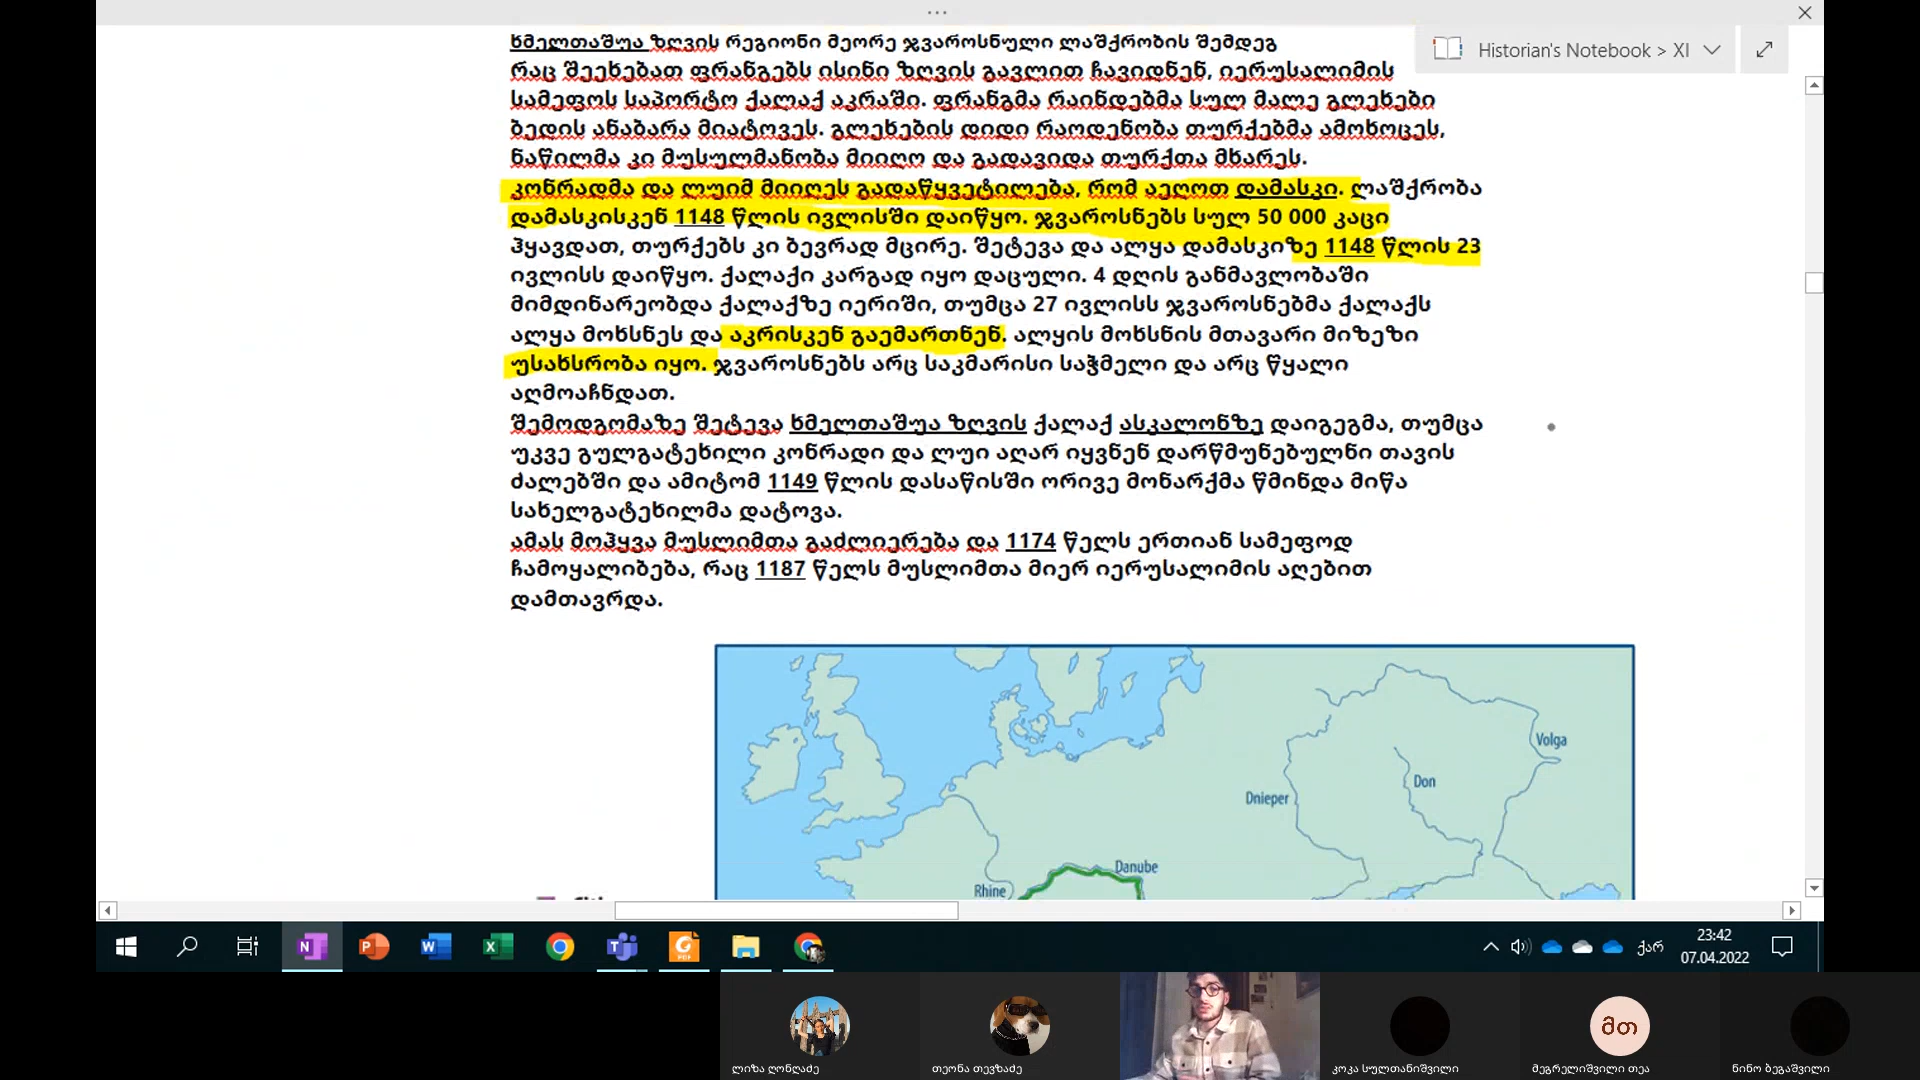 Historian's Notebook > XI
ხმელთაშუა ზღვის რეგიონი მეორე ჯვაროსნული ლაშქრობის შემდეგ
რაც შეეხებათ ფრანგებს ისინი ზღვის გავლით ჩავიდნენ, იერუსალიმის
სამეფოს საპორტო ქალაქ აკრაში. ფრანგმა რაინდებმა სულ მალე გლეხები
ბედის ანაბარა მიატოვეს. გლეხების დიდი რაოდენობა თურქებმა ამოხოცეს,
ნაწილმა კი მუსულმანობა მიიღო და გადავიდა თურქთა მხარეს.
კონრადმა და ლუიმ მიიღეს გადაწყვეტილება, რომ აეღოთ დამასკი. ლაშქრობა
დამასკისკენ 1148 წლის ივლისში დაიწყო. ჯვაროსნებს სულ 50 000 კაცი
ჰყავდათ, თურქებს კი ბევრად მცირე. შეტევა და ალყა დამასკიზე 1148 წლის 23
ივლისს დაიწყო. ქალაქი კარგად იყო დაცული. 4 დღის განმავლობაში
მიმდინარეობდა ქალაქზე იერიში, თუმცა 27 ივლისს ჯვაროსნებმა ქალაქს
ალყა მოხსნეს და აკრისკენ გაემართნენ. ალყის მოხსნის მთავარი მიზეზი
უსახსრობა იყო. ჯვაროსნებს არც საკმარისი საჭმელი და არც წყალი
აღმოაჩნდათ.
შემოდგომაზე შეტევა ხმელთაშუა ზღვის ქალაქ ასკალონზე დაიგეგმა, თუმცა
უკვე გულგატეხილი კონრადი და ლუი აღარ იყვნენ დარწმუნებულნი თავის
ძალებში და ამიტომ 1149 წლის დასაწისში ორივე მონარქმა წმინდა მიწა
სახელგატეხილმა დატოვა.
ამას მოჰყვა მუსლიმთა გაძლიერება და 1174 წელს ერთიან სამეფოდ
ჩამოყალიბება, რაც 1187 წელს მუსლიმთა მიერ იერუსალიმის აღებით
დამთავრდა.
Volga
Don
Dnieper
Danube
Rhine
ქარ
23:42
07.04.2022
მთ
ლიზა ღონღაძე
თეონა თევზაძე
კოკა სულთანიშვილი
მეგრელიშვილი თეა
ნინო ბეგაშვილი